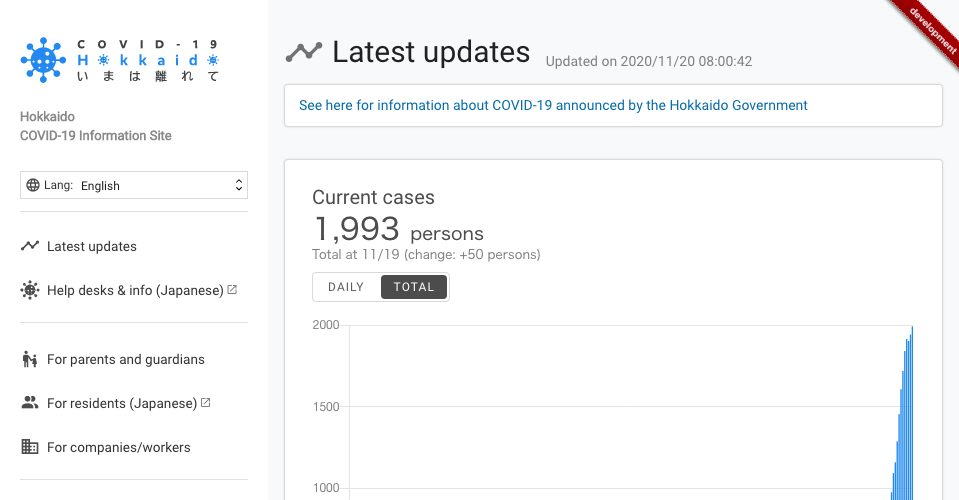 COVID-19
Hokkaido
いまは離れて
Hokkaido
COVID-19 Information Site
Lang: English
Latest updates
Help desks & info (Japanese)
For parents and guardians
For residents (Japanese)
For companies/workers
development
Latest updates Updated on 2020/11/20 08:00:42
See here for information about COVID-19 announced by the Hokkaido Government
Current cases
1,993 persons
Total at 11/19 (change: +50 persons)
DAILY TOTAL
2000
1500
1000